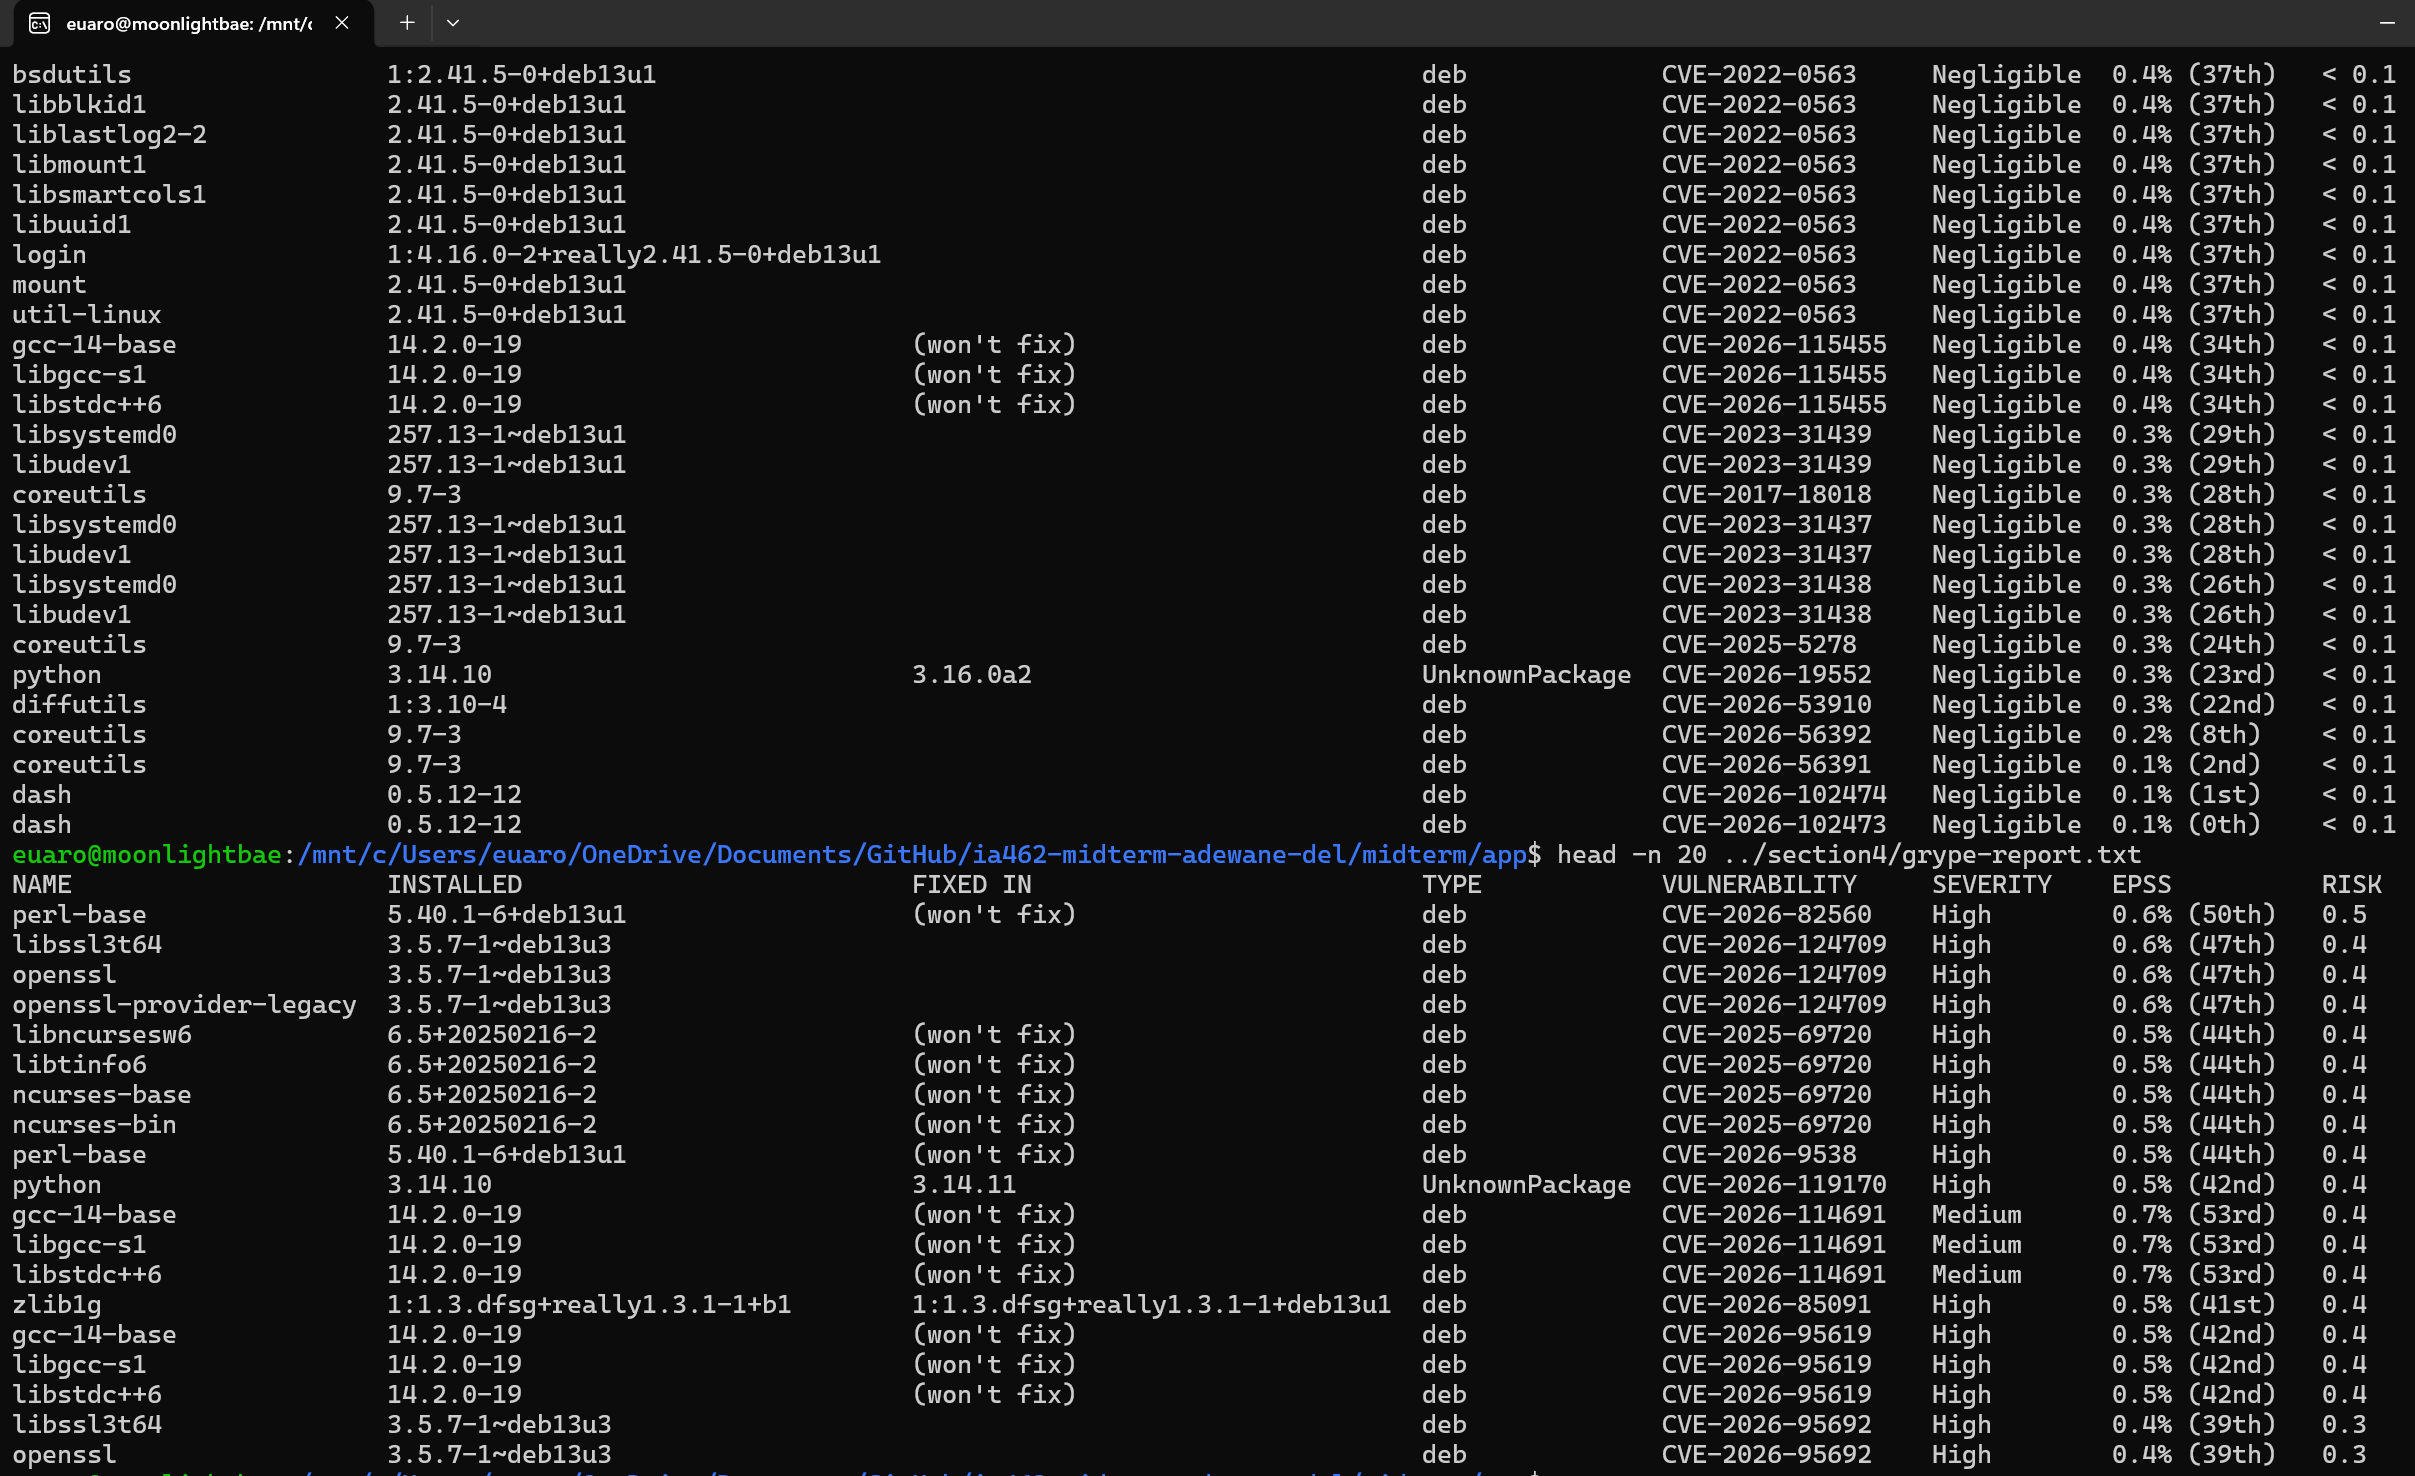 euaro@moonlightbae: /mnt/c
bsdutils 1:2.41.5-0+deb13u1 deb CVE-2022-0563 Negligible 0.4% (37th) < 0.1
libblkid1 2.41.5-0+deb13u1 deb CVE-2022-0563 Negligible 0.4% (37th) < 0.1
liblastlog2-2 2.41.5-0+deb13u1 deb CVE-2022-0563 Negligible 0.4% (37th) < 0.1
libmount1 2.41.5-0+deb13u1 deb CVE-2022-0563 Negligible 0.4% (37th) < 0.1
libsmartcols1 2.41.5-0+deb13u1 deb CVE-2022-0563 Negligible 0.4% (37th) < 0.1
libuuid1 2.41.5-0+deb13u1 deb CVE-2022-0563 Negligible 0.4% (37th) < 0.1
login 1:4.16.0-2+really2.41.5-0+deb13u1 deb CVE-2022-0563 Negligible 0.4% (37th) < 0.1
mount 2.41.5-0+deb13u1 deb CVE-2022-0563 Negligible 0.4% (37th) < 0.1
util-linux 2.41.5-0+deb13u1 deb CVE-2022-0563 Negligible 0.4% (37th) < 0.1
gcc-14-base 14.2.0-19 (won't fix) deb CVE-2026-115455 Negligible 0.4% (34th) < 0.1
libgcc-s1 14.2.0-19 (won't fix) deb CVE-2026-115455 Negligible 0.4% (34th) < 0.1
libstdc++6 14.2.0-19 (won't fix) deb CVE-2026-115455 Negligible 0.4% (34th) < 0.1
libsystemd0 257.13-1~deb13u1 deb CVE-2023-31439 Negligible 0.3% (29th) < 0.1
libudev1 257.13-1~deb13u1 deb CVE-2023-31439 Negligible 0.3% (29th) < 0.1
coreutils 9.7-3 deb CVE-2017-18018 Negligible 0.3% (28th) < 0.1
libsystemd0 257.13-1~deb13u1 deb CVE-2023-31437 Negligible 0.3% (28th) < 0.1
libudev1 257.13-1~deb13u1 deb CVE-2023-31437 Negligible 0.3% (28th) < 0.1
libsystemd0 257.13-1~deb13u1 deb CVE-2023-31438 Negligible 0.3% (26th) < 0.1
libudev1 257.13-1~deb13u1 deb CVE-2023-31438 Negligible 0.3% (26th) < 0.1
coreutils 9.7-3 deb CVE-2025-5278 Negligible 0.3% (24th) < 0.1
python 3.14.10 3.16.0a2 UnknownPackage CVE-2026-19552 Negligible 0.3% (23rd) < 0.1
diffutils 1:3.10-4 deb CVE-2026-53910 Negligible 0.3% (22nd) < 0.1
coreutils 9.7-3 deb CVE-2026-56392 Negligible 0.2% (8th) < 0.1
coreutils 9.7-3 deb CVE-2026-56391 Negligible 0.1% (2nd) < 0.1
dash 0.5.12-12 deb CVE-2026-102474 Negligible 0.1% (1st) < 0.1
dash 0.5.12-12 deb CVE-2026-102473 Negligible 0.1% (0th) < 0.1
euaro@moonlightbae:/mnt/c/Users/euaro/OneDrive/Documents/GitHub/ia462-midterm-adewane-del/midterm/app$ head -n 20 ../section4/grype-report.txt
NAME INSTALLED FIXED IN TYPE VULNERABILITY SEVERITY EPSS RISK
perl-base 5.40.1-6+deb13u1 (won't fix) deb CVE-2026-82560 High 0.6% (50th) 0.5
libssl3t64 3.5.7-1~deb13u3 deb CVE-2026-124709 High 0.6% (47th) 0.4
openssl 3.5.7-1~deb13u3 deb CVE-2026-124709 High 0.6% (47th) 0.4
openssl-provider-legacy 3.5.7-1~deb13u3 deb CVE-2026-124709 High 0.6% (47th) 0.4
libncursesw6 6.5+20250216-2 (won't fix) deb CVE-2025-69720 High 0.5% (44th) 0.4
libtinfo6 6.5+20250216-2 (won't fix) deb CVE-2025-69720 High 0.5% (44th) 0.4
ncurses-base 6.5+20250216-2 (won't fix) deb CVE-2025-69720 High 0.5% (44th) 0.4
ncurses-bin 6.5+20250216-2 (won't fix) deb CVE-2025-69720 High 0.5% (44th) 0.4
perl-base 5.40.1-6+deb13u1 (won't fix) deb CVE-2026-9538 High 0.5% (44th) 0.4
python 3.14.10 3.14.11 UnknownPackage CVE-2026-119170 High 0.5% (42nd) 0.4
gcc-14-base 14.2.0-19 (won't fix) deb CVE-2026-114691 Medium 0.7% (53rd) 0.4
libgcc-s1 14.2.0-19 (won't fix) deb CVE-2026-114691 Medium 0.7% (53rd) 0.4
libstdc++6 14.2.0-19 (won't fix) deb CVE-2026-114691 Medium 0.7% (53rd) 0.4
zlib1g 1:1.3.dfsg+really1.3.1-1+b1 1:1.3.dfsg+really1.3.1-1+deb13u1 deb CVE-2026-85091 High 0.5% (41st) 0.4
gcc-14-base 14.2.0-19 (won't fix) deb CVE-2026-95619 High 0.5% (42nd) 0.4
libgcc-s1 14.2.0-19 (won't fix) deb CVE-2026-95619 High 0.5% (42nd) 0.4
libstdc++6 14.2.0-19 (won't fix) deb CVE-2026-95619 High 0.5% (42nd) 0.4
libssl3t64 3.5.7-1~deb13u3 deb CVE-2026-95692 High 0.4% (39th) 0.3
openssl 3.5.7-1~deb13u3 deb CVE-2026-95692 High 0.4% (39th) 0.3